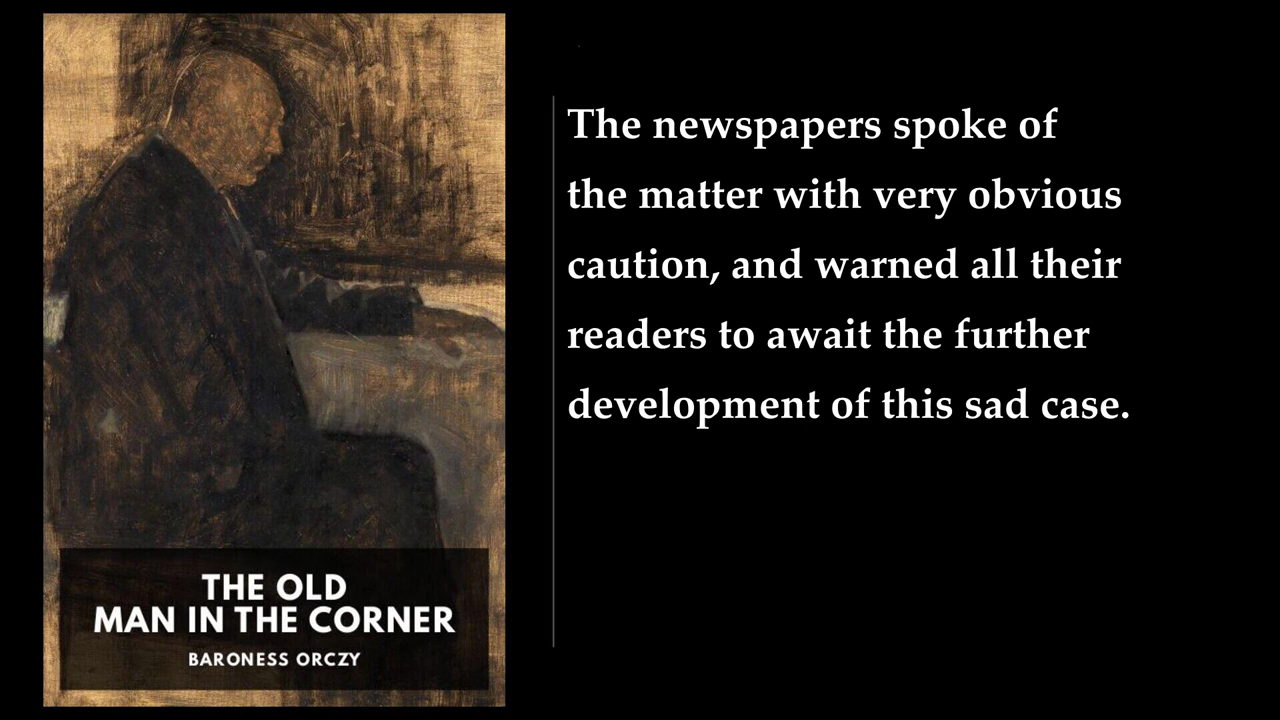 THE OLD
MAN IN THE CORNER
BARONESS ORCZY
The newspapers spoke of
the matter with very obvious
caution, and warned all their
readers to await the further
development of this sad case.